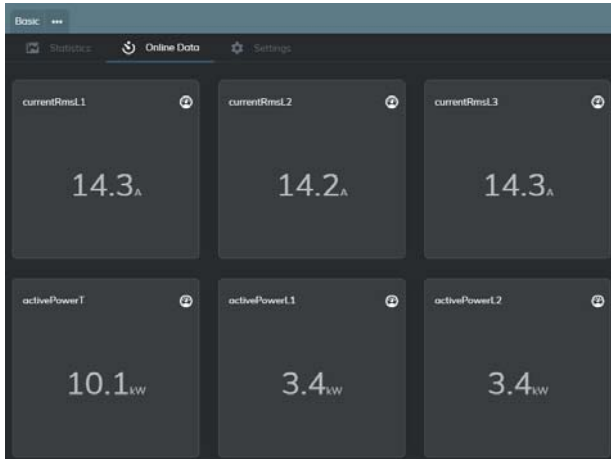 Basic •••
Statistics Online Data Settings
currentRmsL1 currentRmsL2 currentRmsL3
14.3A 14.2A 14.3A
activePowerT activePowerL1 activePowerL2
10.1kW 3.4kW 3.4kW